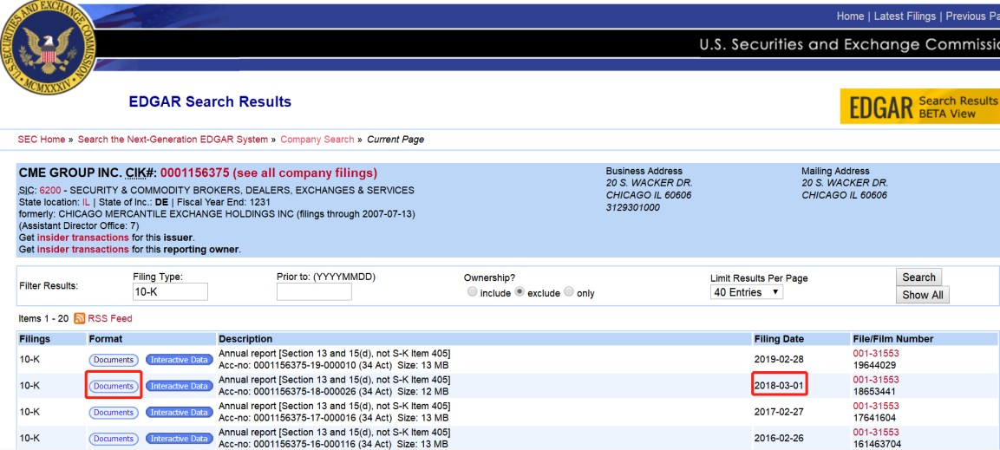 SECURITIES AND EXCHANGE COMMISSION
MCMXXXIV
Home | Latest Filings | Previous Pa
U.S. Securities and Exchange Commissi
EDGAR Search Results
EDGAR Search Results
BETA View
SEC Home » Search the Next-Generation EDGAR System » Company Search » Current Page
CME GROUP INC. CIK#: 0001156375 (see all company filings)
SIC: 6200 - SECURITY & COMMODITY BROKERS, DEALERS, EXCHANGES & SERVICES
State location: IL | State of Inc.: DE | Fiscal Year End: 1231
formerly: CHICAGO MERCANTILE EXCHANGE HOLDINGS INC (filings through 2007-07-13)
(Assistant Director Office: 7)
Get insider transactions for this issuer.
Get insider transactions for this reporting owner.
Business Address
20 S. WACKER DR.
CHICAGO IL 60606
3129301000
Mailing Address
20 S. WACKER DR.
CHICAGO IL 60606
Filter Results:
Filing Type:
10-K
Prior to: (YYYYMMDD)
Ownership?
include exclude only
Limit Results Per Page
40 Entries
Search
Show All
Items 1 - 20 RSS Feed
Filings Format Description Filing Date File/Film Number
10-K Documents Interactive Data Annual report [Section 13 and 15(d), not S-K Item 405] 2019-02-28 001-31553
Acc-no: 0001156375-19-000010 (34 Act) Size: 13 MB 19644029
10-K Documents Interactive Data Annual report [Section 13 and 15(d), not S-K Item 405] 2018-03-01 001-31553
Acc-no: 0001156375-18-000026 (34 Act) Size: 12 MB 18653441
10-K Documents Interactive Data Annual report [Section 13 and 15(d), not S-K Item 405] 2017-02-27 001-31553
Acc-no: 0001156375-17-000016 (34 Act) Size: 13 MB 17641604
10-K Documents Interactive Data Annual report [Section 13 and 15(d), not S-K Item 405] 2016-02-26 001-31553
Acc-no: 0001156375-16-000116 (34 Act) Size: 13 MB 161463704